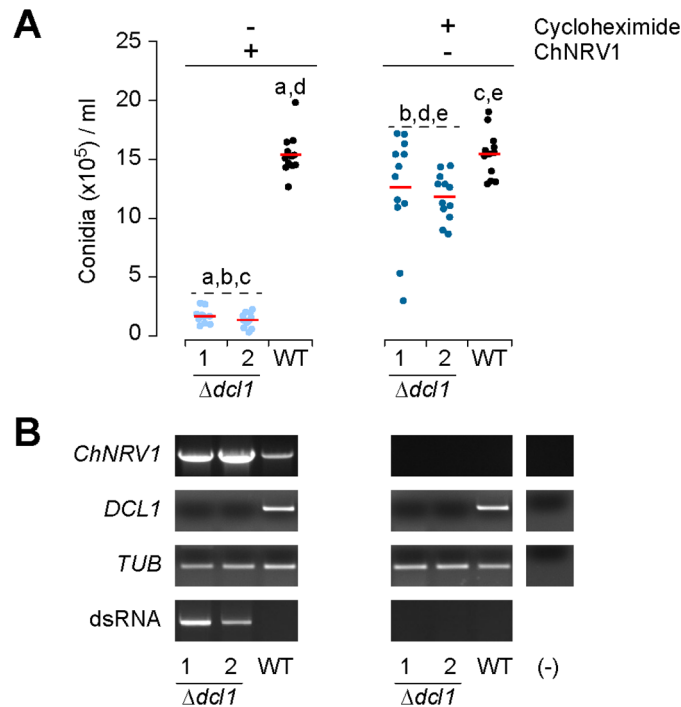 A
- + Cycloheximide
+ - ChNRV1
Conidia (x10⁵) / ml
25
20
15
10
5
0
a,d
a,b,c
b,d,e
c,e
1 2 WT 1 2 WT
Δdcl1 Δdcl1
B
ChNRV1
DCL1
TUB
dsRNA
1 2 WT 1 2 WT (-)
Δdcl1 Δdcl1